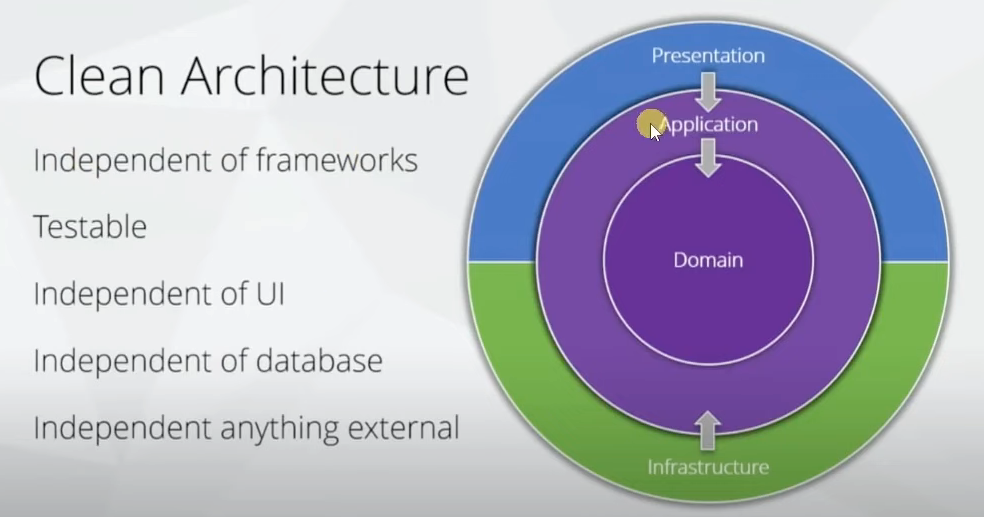 Clean Architecture
Independent of frameworks
Testable
Independent of UI
Independent of database
Independent anything external
Presentation
Application
Domain
Infrastructure